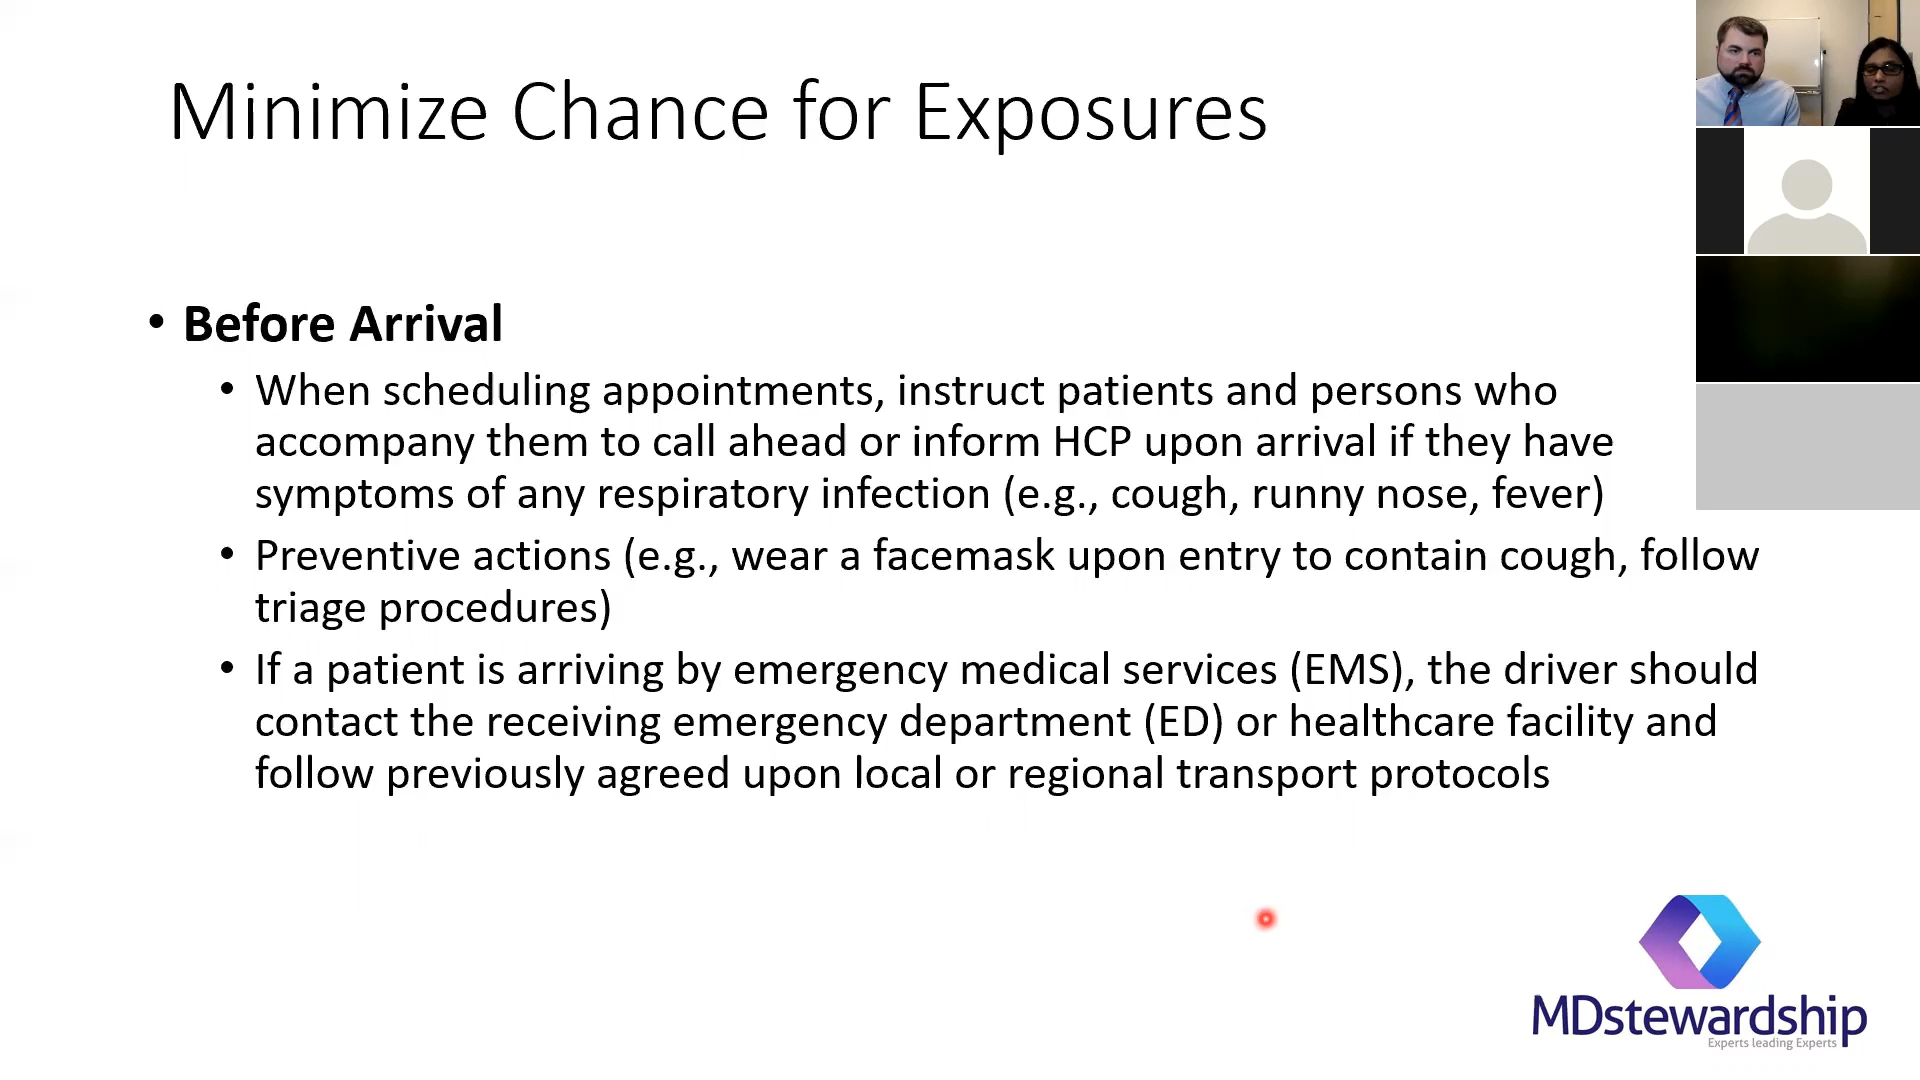 Minimize Chance for Exposures
• Before Arrival
• When scheduling appointments, instruct patients and persons who
accompany them to call ahead or inform HCP upon arrival if they have
symptoms of any respiratory infection (e.g., cough, runny nose, fever)
• Preventive actions (e.g., wear a facemask upon entry to contain cough, follow
triage procedures)
• If a patient is arriving by emergency medical services (EMS), the driver should
contact the receiving emergency department (ED) or healthcare facility and
follow previously agreed upon local or regional transport protocols
MDstewardship
Experts leading Experts